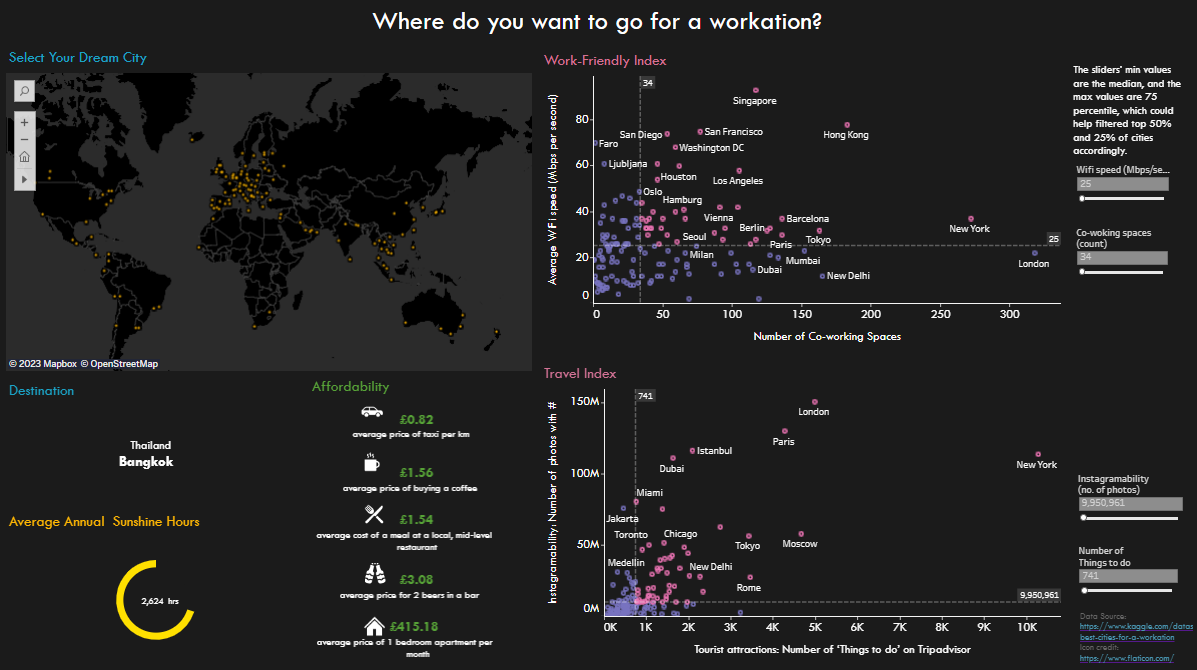 Where do you want to go for a workation?
Select Your Dream City
© 2023 Mapbox © OpenStreetMap
Destination
Thailand
Bangkok
Average Annual Sunshine Hours
2,624 hrs
Affordability
£0.82
average price of taxi per km
£1.56
average price of buying a coffee
£1.54
average cost of a meal at a local, mid-level
restaurant
£3.08
average price for 2 beers in a bar
£415.18
average price of 1 bedroom apartment per
month
Work-Friendly Index
34
Singapore
Hong Kong
San Diego
San Francisco
Faro
Washington DC
Ljubljana
Houston
Los Angeles
Oslo
Hamburg
Vienna
Barcelona
Berlin
New York
Seoul
Paris
Tokyo
25
Milan
Mumbai
London
Dubai
New Delhi
80
60
40
20
0
Average WiFi speed (Mbps per second)
0 50 100 150 200 250 300
Number of Co-working Spaces
The sliders' min values
are the median, and the
max values are 75
percentile, which could
help filtered top 50%
and 25% of cities
accordingly.
Wifi speed (Mbps/se...
25
Co-woking spaces
(count)
34
Travel Index
741
London
Paris
Istanbul
New York
Dubai
Miami
Jakarta
Toronto
Chicago
Tokyo
Moscow
Medellin
New Delhi
Rome
9,950,961
150M
100M
50M
0M
Instagramability: Number of photos with #
0K 1K 2K 3K 4K 5K 6K 7K 8K 9K 10K
Tourist attractions: Number of 'Things to do' on Tripadvisor
Instagramability
(no. of photos)
9,950,961
Number of
Things to do
741
Data Source:
https://www.kaggle.com/datas
best-cities-for-a-workation
Icon credit:
https://www.flaticon.com/